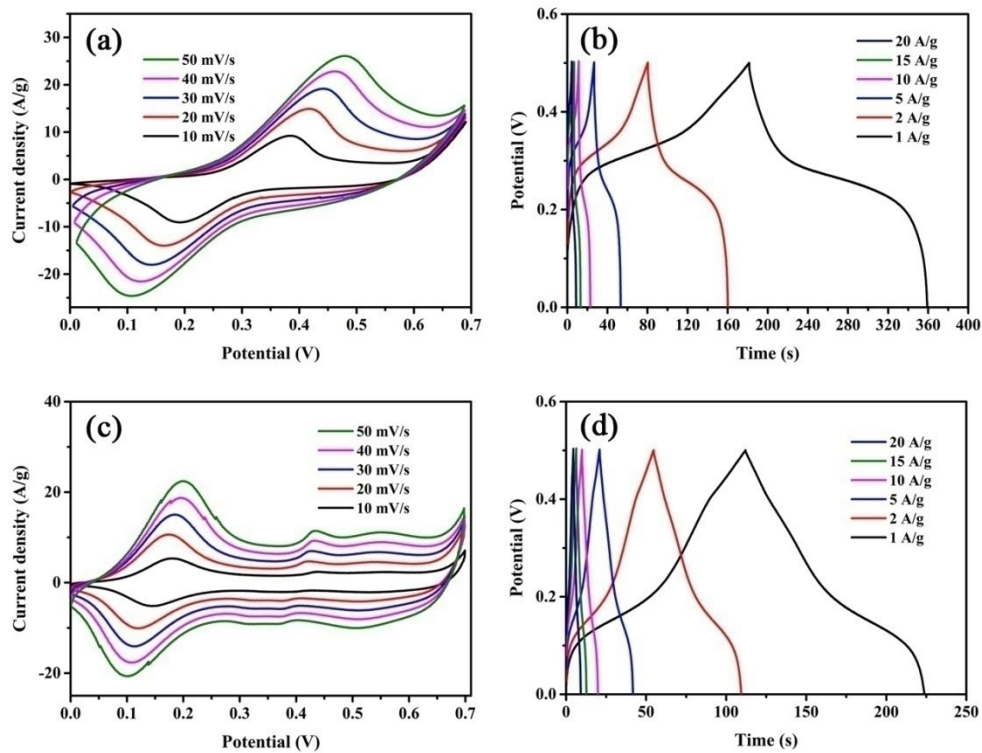 (a)
50 mV/s
40 mV/s
30 mV/s
20 mV/s
10 mV/s
30
20
10
0
-10
-20
Current density (A/g)
0.0 0.1 0.2 0.3 0.4 0.5 0.6 0.7
Potential (V)
(b)
20 A/g
15 A/g
10 A/g
5 A/g
2 A/g
1 A/g
0.6
0.4
0.2
0.0
Potential (V)
0 40 80 120 160 200 240 280 320 360 400
Time (s)
(c)
50 mV/s
40 mV/s
30 mV/s
20 mV/s
10 mV/s
40
20
0
-20
Current density (A/g)
0.0 0.1 0.2 0.3 0.4 0.5 0.6 0.7
Potential (V)
(d)
20 A/g
15 A/g
10 A/g
5 A/g
2 A/g
1 A/g
0.6
0.4
0.2
0.0
Potential (V)
0 50 100 150 200 250
Time (s)